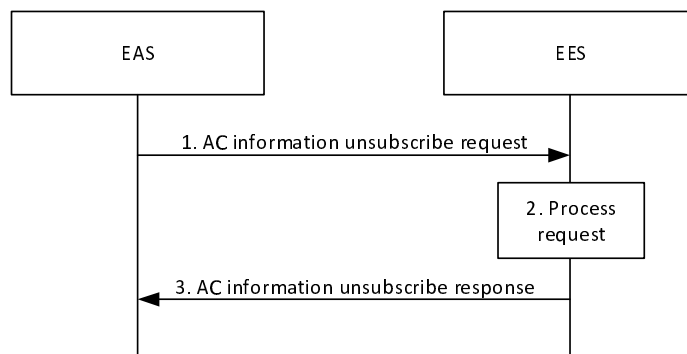 EAS
EES
1. AC information unsubscribe request
2. Process
request
3. AC information unsubscribe response